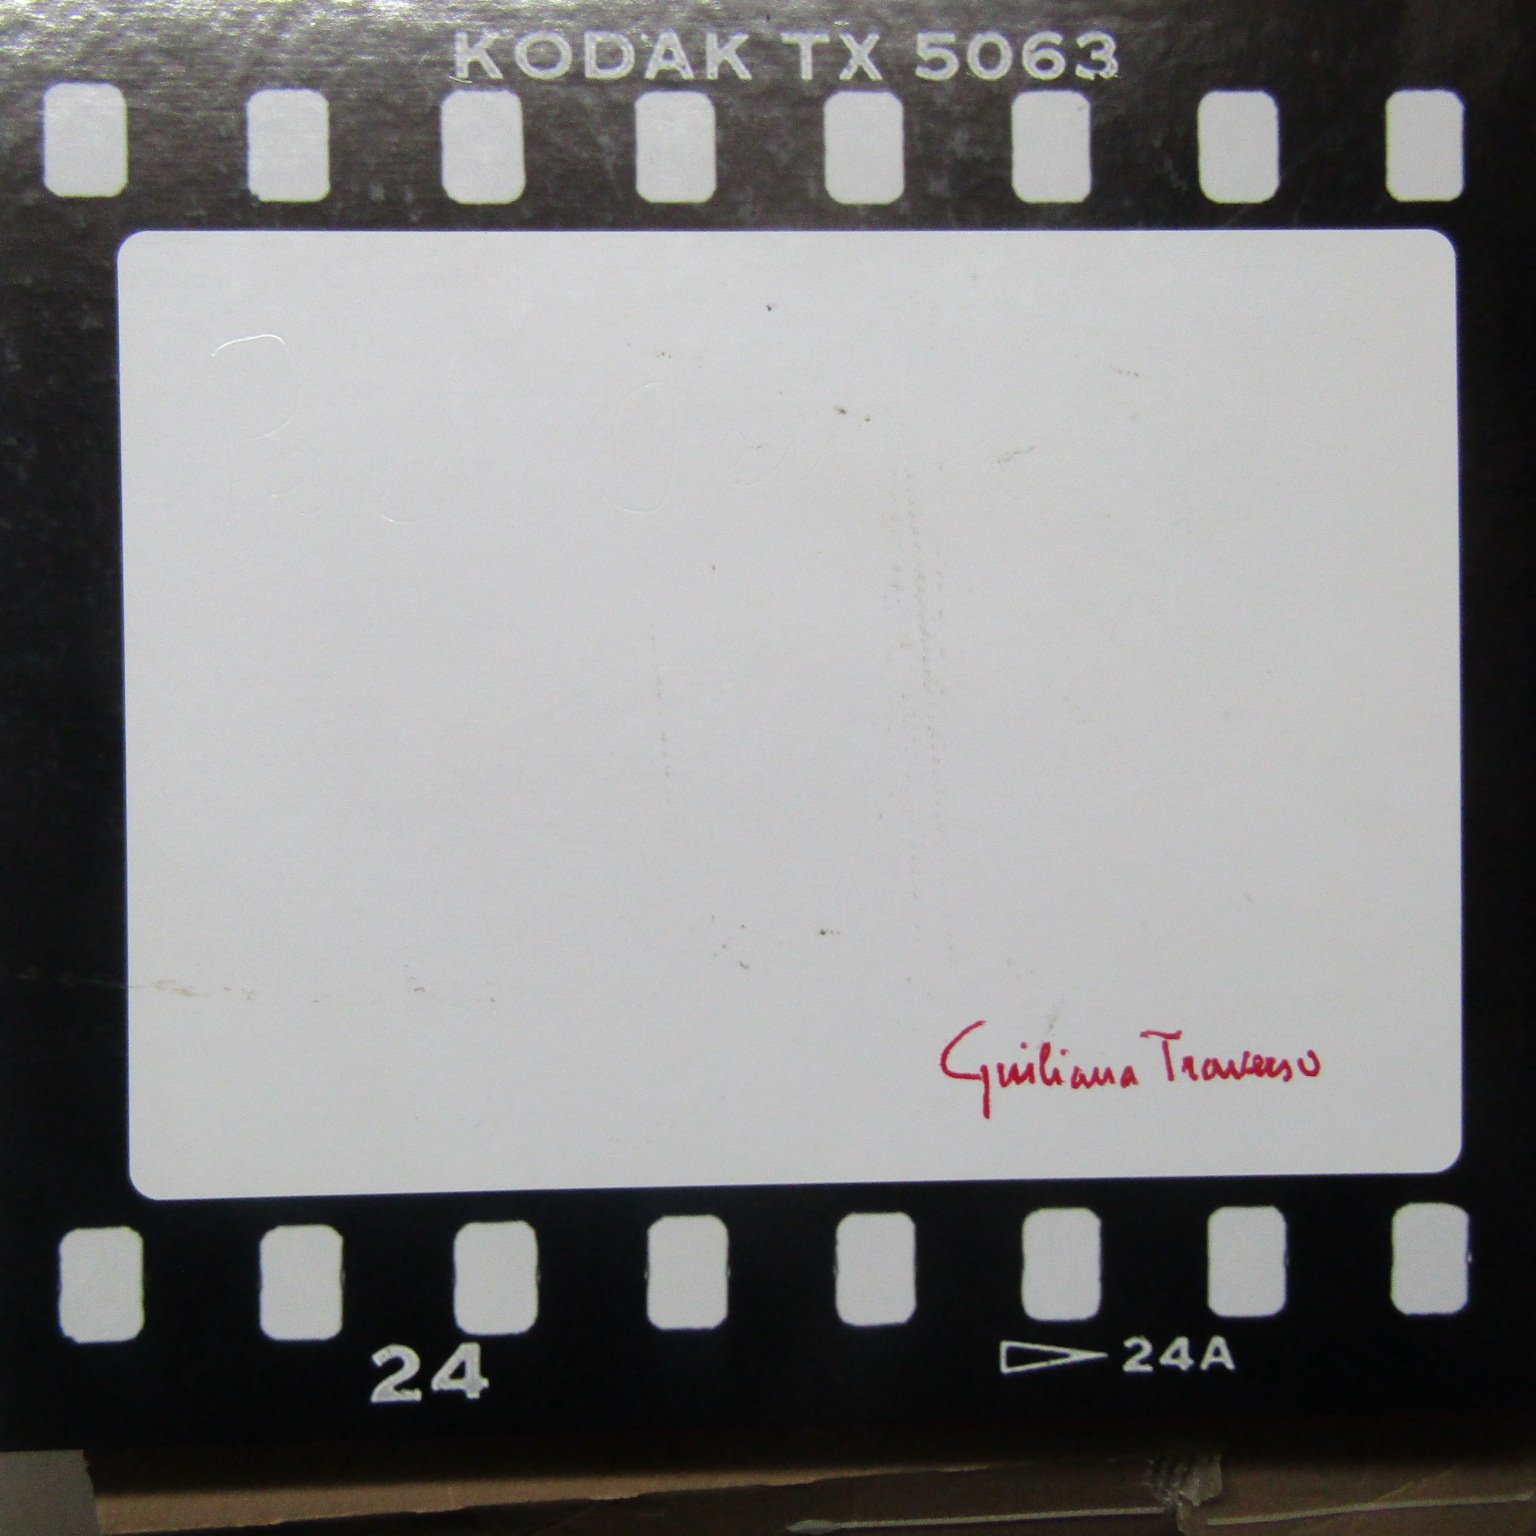 KODAK TX 5063
Giuliana Traverso
24
24A